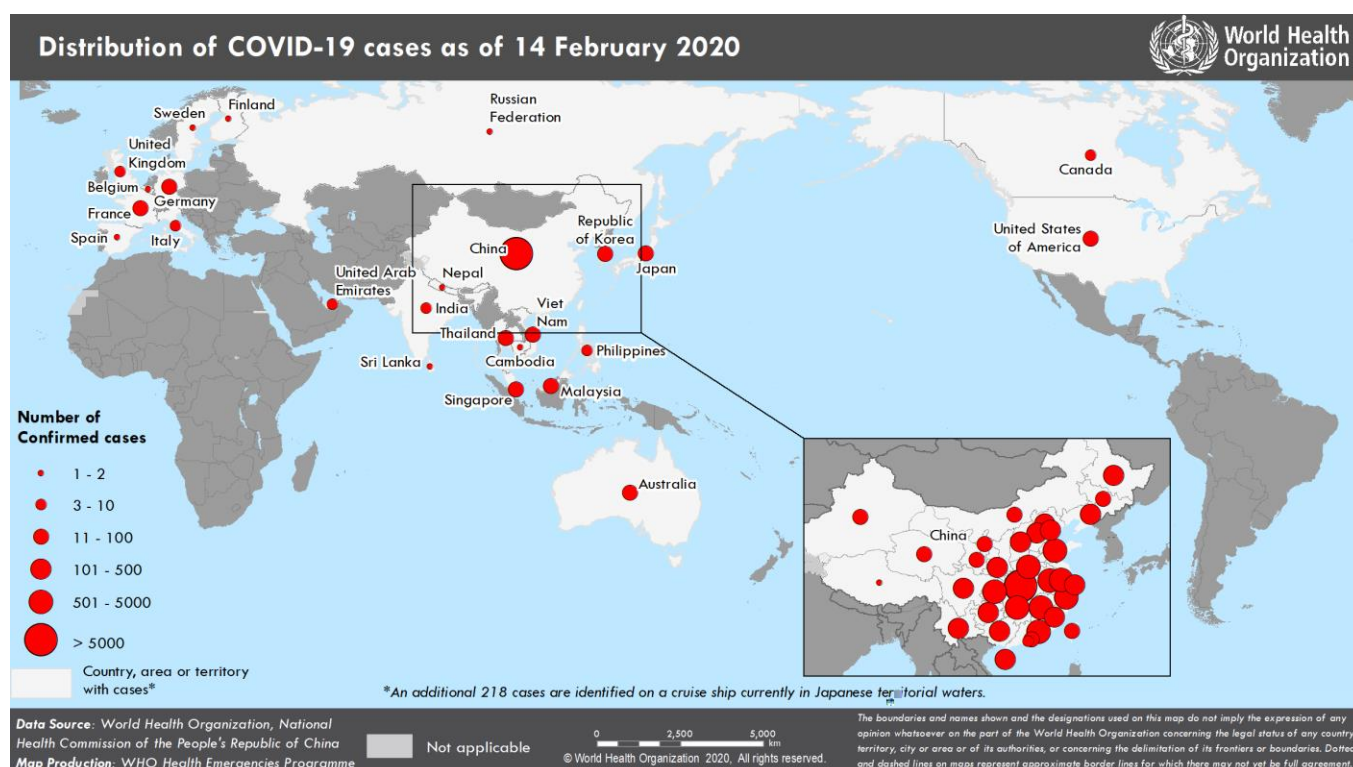 Distribution of COVID-19 cases as of 14 February 2020
World Health
Organization
Finland
Sweden
Russian
Federation
United
Kingdom
Belgium
Germany
France
Spain
Italy
Canada
United States
of America
Republic
of Korea
China
Japan
United Arab
Emirates
Nepal
India
Viet
Nam
Thailand
Cambodia
Philippines
Sri Lanka
Singapore
Malaysia
Australia
China
Number of
Confirmed cases
1 - 2
3 - 10
11 - 100
101 - 500
501 - 5000
> 5000
Country, area or territory
with cases*
*An additional 218 cases are identified on a cruise ship currently in Japanese territorial waters.
Data Source: World Health Organization, National
Health Commission of the People's Republic of China
Map Production: WHO Health Emergencies Programme
Not applicable
0 2,500 5,000
km
© World Health Organization 2020, All rights reserved.
The boundaries and names shown and the designations used on this map do not imply the expression of any
opinion whatsoever on the part of the World Health Organization concerning the legal status of any country,
territory, city or area or of its authorities, or concerning the delimitation of its frontiers or boundaries. Dotted
and dashed lines on maps represent approximate border lines for which there may not yet be full agreement.